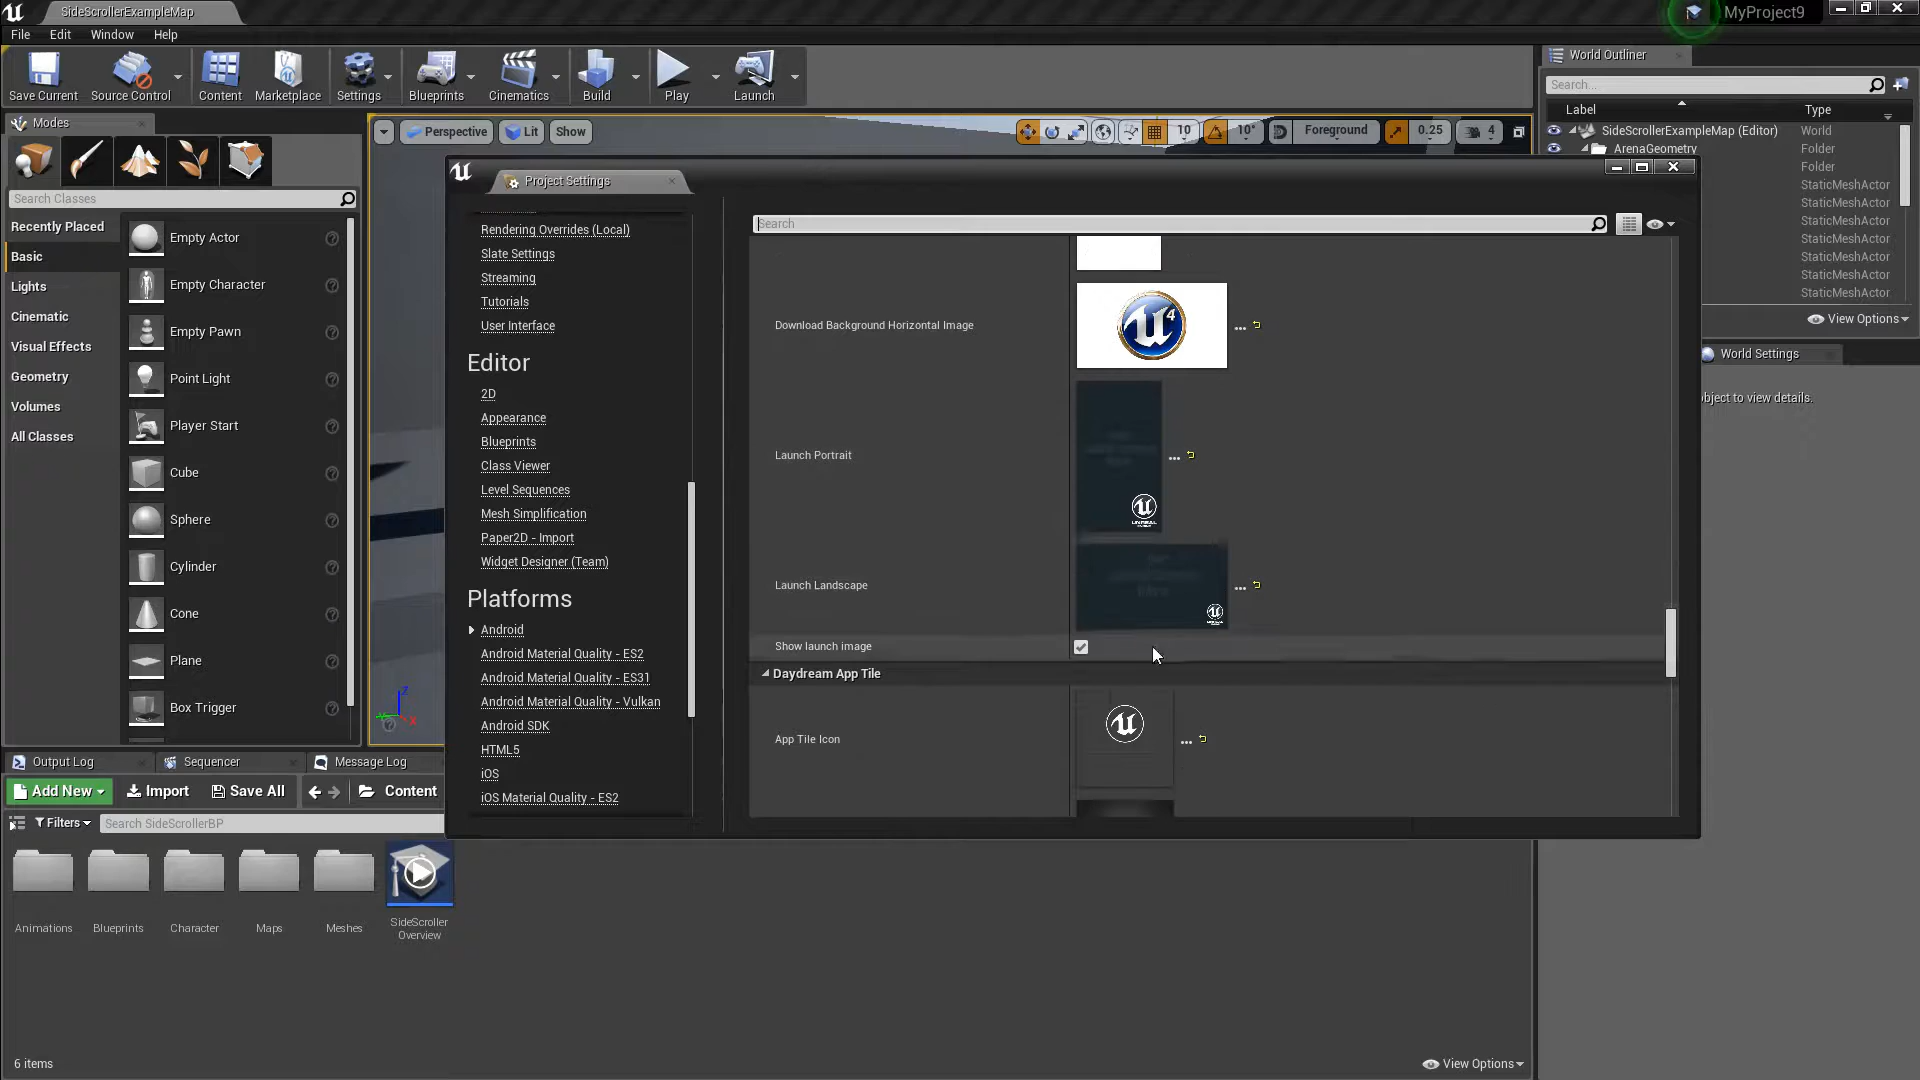 SideScrollerExampleMap
MyProject9
File Edit Window Help
Save Current
Source Control
Content
Marketplace
Settings
Blueprints
Cinematics
Build
Play
Launch
World Outliner
Search...
Label Type
SideScrollerExampleMap (Editor) World
ArenaGeometry Folder
Folder
StaticMeshActor
StaticMeshActor
StaticMeshActor
StaticMeshActor
StaticMeshActor
StaticMeshActor
StaticMeshActor
View Options
World Settings
object to view details.
Modes
Search Classes
Recently Placed
Basic
Lights
Cinematic
Visual Effects
Geometry
Volumes
All Classes
Empty Actor
Empty Character
Empty Pawn
Point Light
Player Start
Cube
Sphere
Cylinder
Cone
Plane
Box Trigger
Perspective Lit Show
10 10° Foreground 0.25 4
Project Settings
Rendering Overrides (Local)
Slate Settings
Streaming
Tutorials
User Interface
Editor
2D
Appearance
Blueprints
Class Viewer
Level Sequences
Mesh Simplification
Paper2D - Import
Widget Designer (Team)
Platforms
Android
Android Material Quality - ES2
Android Material Quality - ES31
Android Material Quality - Vulkan
Android SDK
HTML5
iOS
iOS Material Quality - ES2
Search
Download Background Horizontal Image
Launch Portrait
Launch Landscape
Show launch image
Daydream App Tile
App Tile Icon
Output Log Sequencer Message Log
Add New Import Save All Content
Filters Search SideScrollerBP
Animations
Blueprints
Character
Maps
Meshes
SideScroller
Overview
6 items
View Options